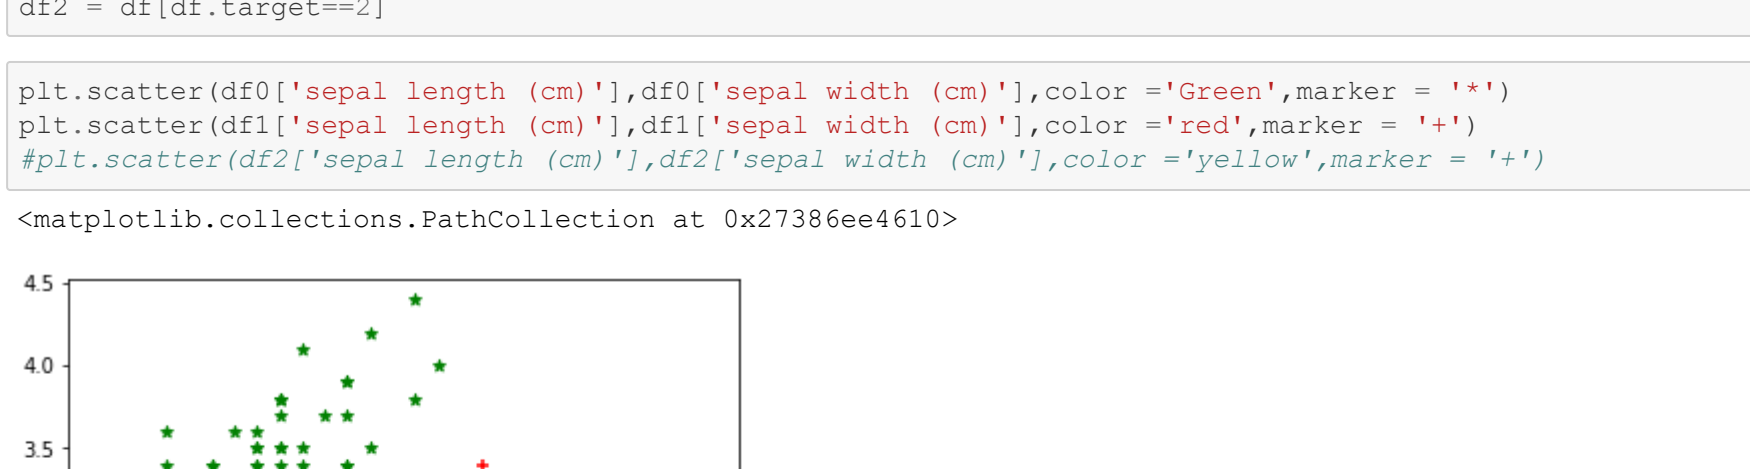 df2 = df[df.target==2]
plt.scatter(df0['sepal length (cm)'],df0['sepal width (cm)'],color ='Green',marker = '*')
plt.scatter(df1['sepal length (cm)'],df1['sepal width (cm)'],color ='red',marker = '+')
#plt.scatter(df2['sepal length (cm)'],df2['sepal width (cm)'],color ='yellow',marker = '+')
<matplotlib.collections.PathCollection at 0x27386ee4610>
4.5
4.0
3.5